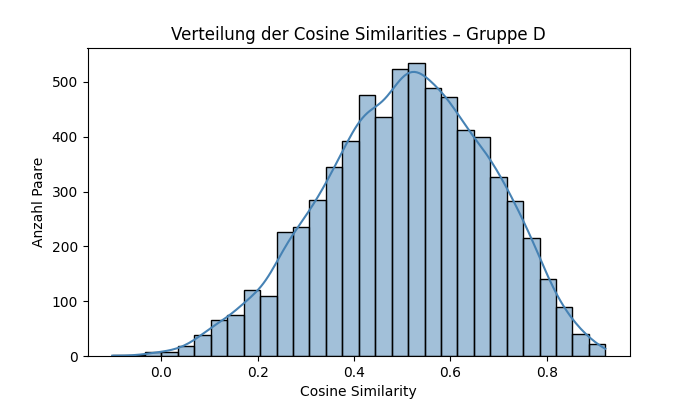 Verteilung der Cosine Similarities – Gruppe D
Anzahl Paare
500
400
300
200
100
0
0.0 0.2 0.4 0.6 0.8
Cosine Similarity